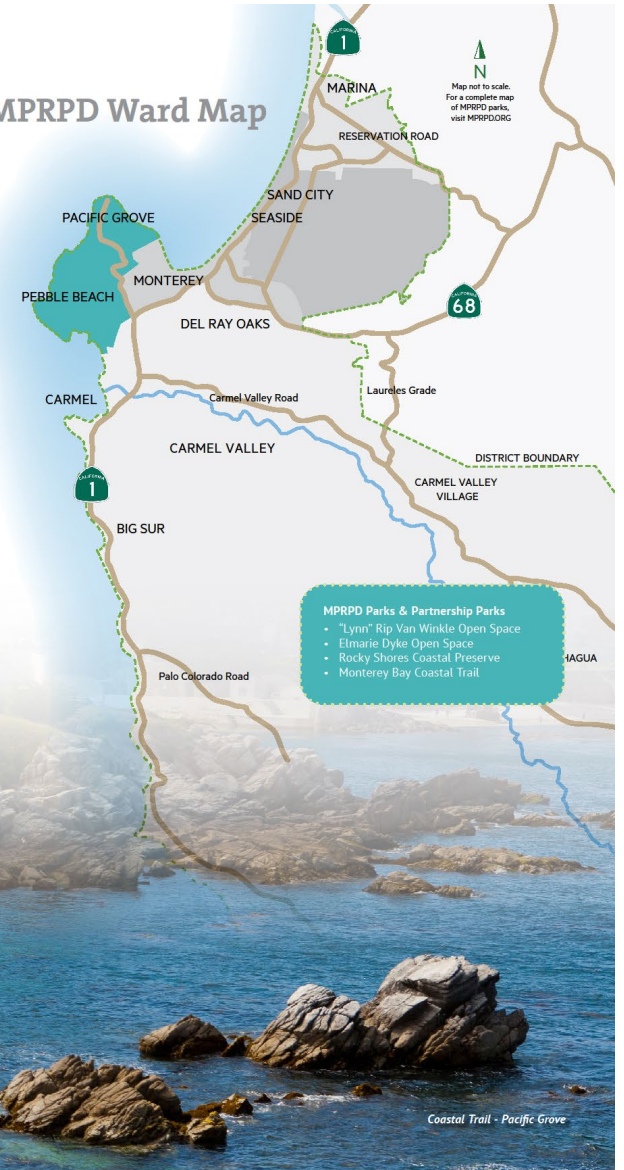 CALIFORNIA
1
N
Map not to scale.
For a complete map
of MPRPD parks,
visit MPRPD.ORG
MPRPD Ward Map
MARINA
RESERVATION ROAD
SAND CITY
SEASIDE
PACIFIC GROVE
MONTEREY
PEBBLE BEACH
CALIFORNIA
68
DEL RAY OAKS
CARMEL
Carmel Valley Road
Laureles Grade
CARMEL VALLEY
DISTRICT BOUNDARY
CARMEL VALLEY
VILLAGE
CALIFORNIA
1
BIG SUR
MPRPD Parks & Partnership Parks
• "Lynn" Rip Van Winkle Open Space
• Elmarie Dyke Open Space
• Rocky Shores Coastal Preserve
• Monterey Bay Coastal Trail
HAGUA
Palo Colorado Road
Coastal Trail - Pacific Grove